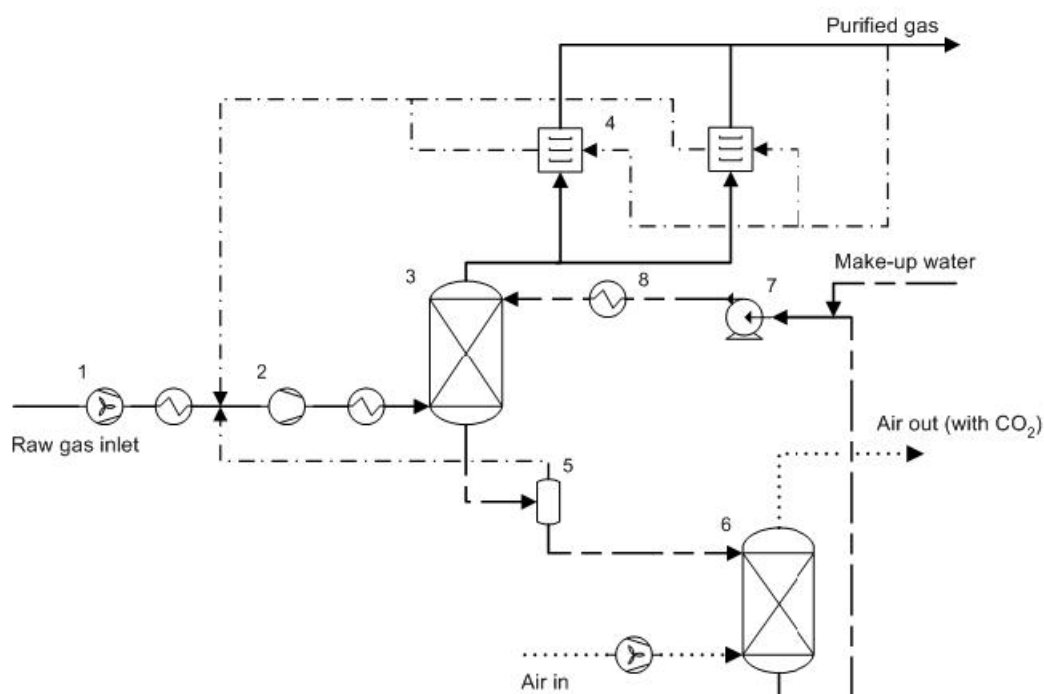 Purified gas
4
3
8
7
Make-up water
1
2
Raw gas inlet
Air out (with CO₂)
5
6
Air in